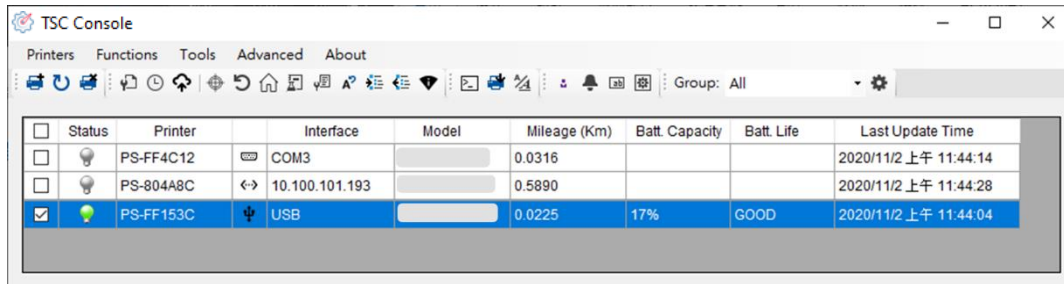 TSC Console
Printers Functions Tools Advanced About
Group: All
Status Printer Interface Model Mileage (Km) Batt. Capacity Batt. Life Last Update Time
PS-FF4C12 COM3 0.0316 2020/11/2 上午 11:44:14
PS-804A8C 10.100.101.193 0.5890 2020/11/2 上午 11:44:28
PS-FF153C USB 0.0225 17% GOOD 2020/11/2 上午 11:44:04